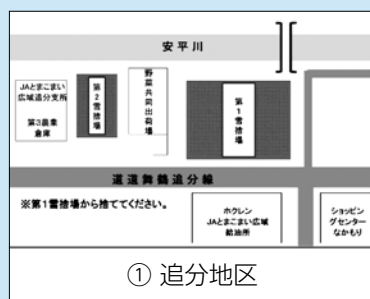 安平川
JAとまこまい
広域追分支所
第3農業
倉庫
第2雪捨場
野菜共同出荷場
第1雪捨場
道道舞鶴追分線
※第1雪捨場から捨ててください。
ホクレン
JAとまこまい広域
給油所
ショッピン
グセンター
なかもり
① 追分地区